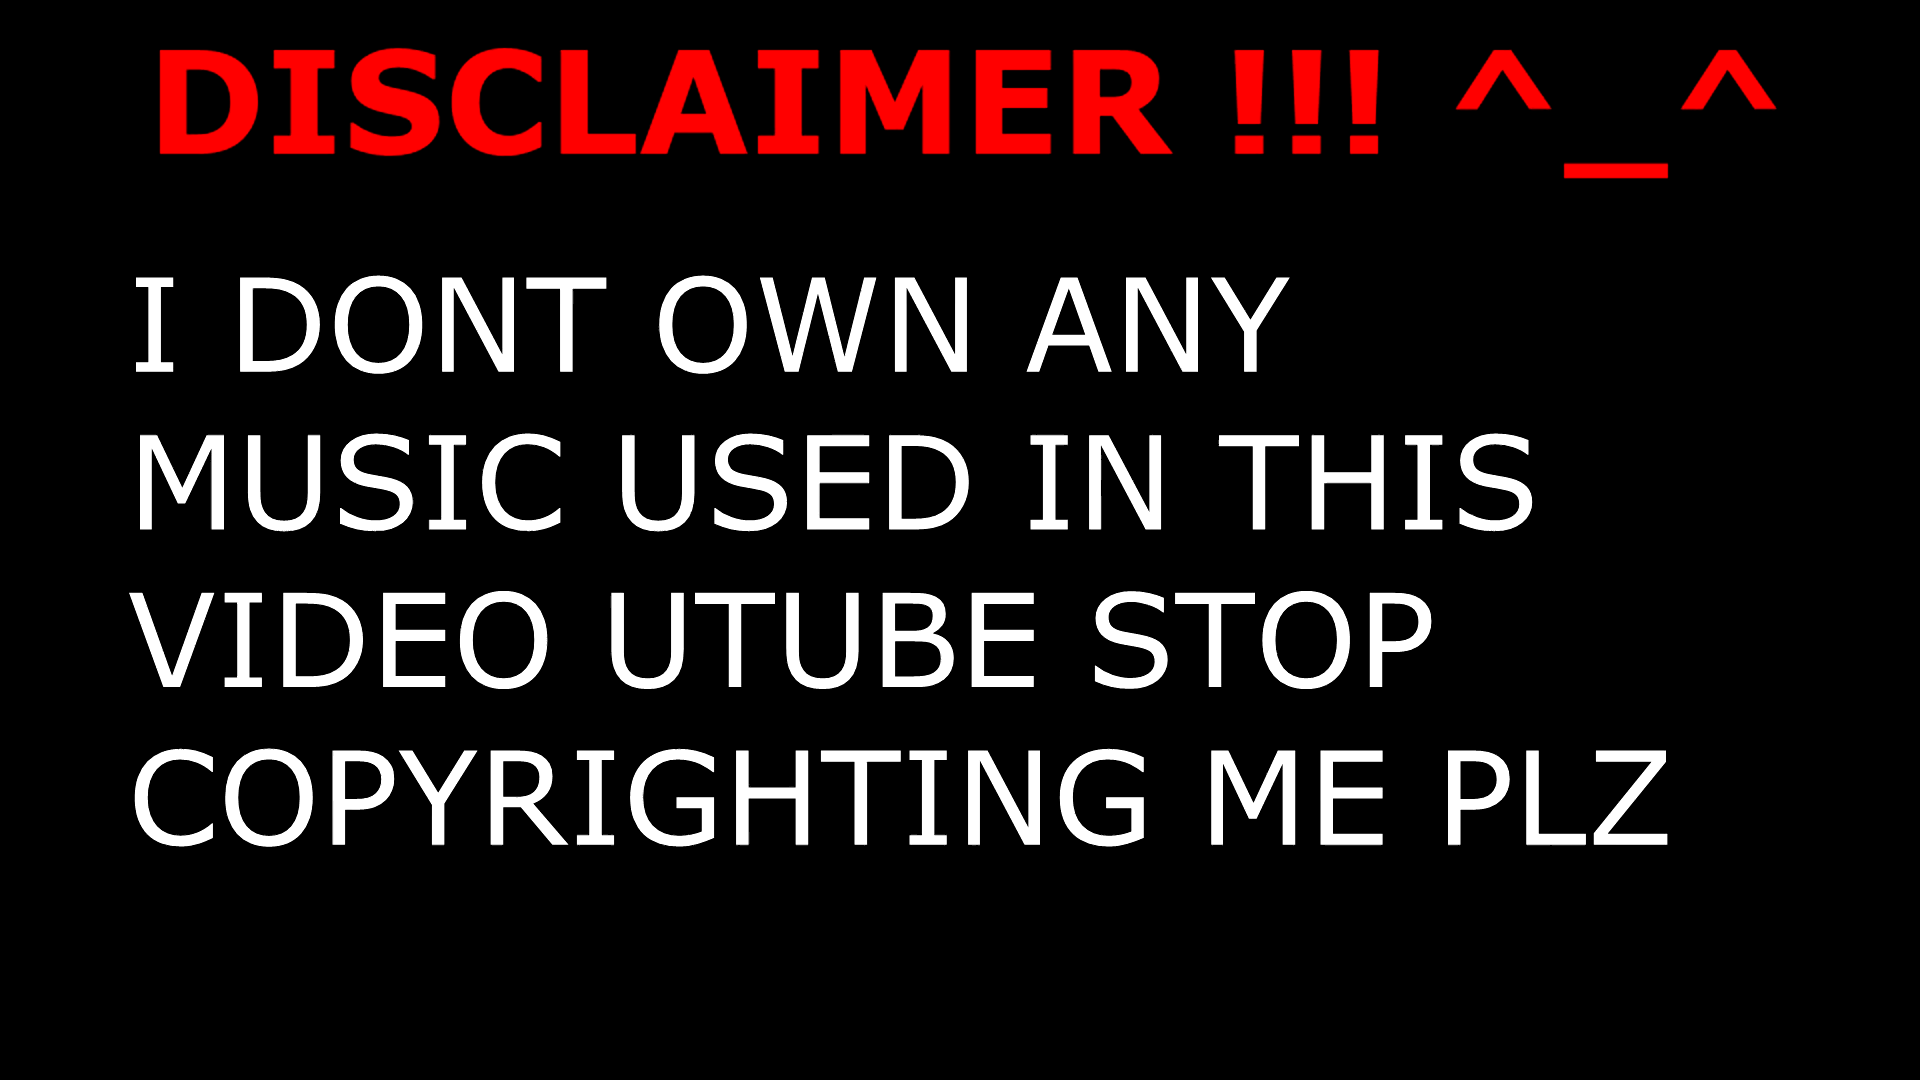 DISCLAIMER !!! ^_^
I DONT OWN ANY
MUSIC USED IN THIS
VIDEO UTUBE STOP
COPYRIGHTING ME PLZ